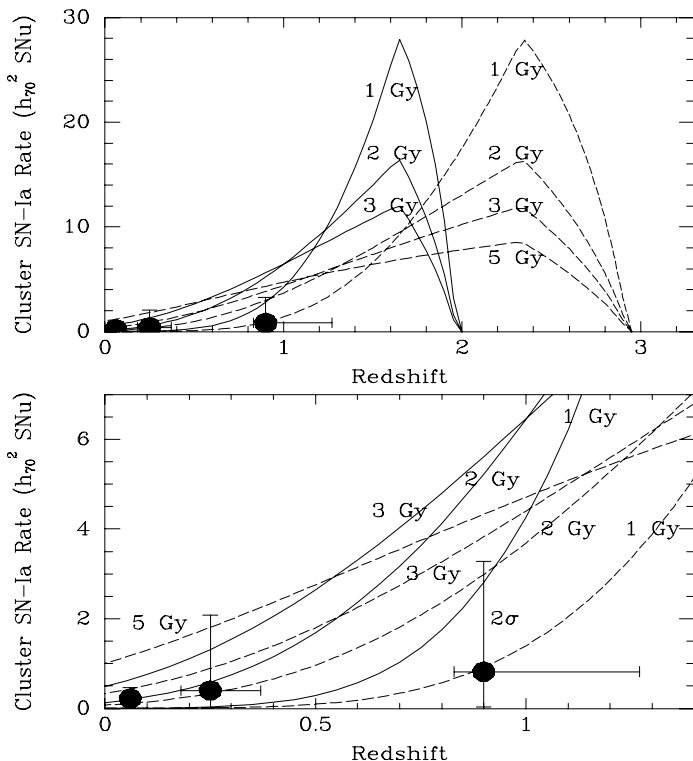 30
20
10
0
Cluster SN-Ia Rate (h₇₀² SNu)
1 Gy
1 Gy
2 Gy
2 Gy
3 Gy
3 Gy
5 Gy
0 1 2 3
Redshift
6
4
2
0
Cluster SN-Ia Rate (h₇₀² SNu)
1 Gy
2 Gy
3 Gy
2 Gy
1 Gy
3 Gy
5 Gy
2σ
0 0.5 1
Redshift